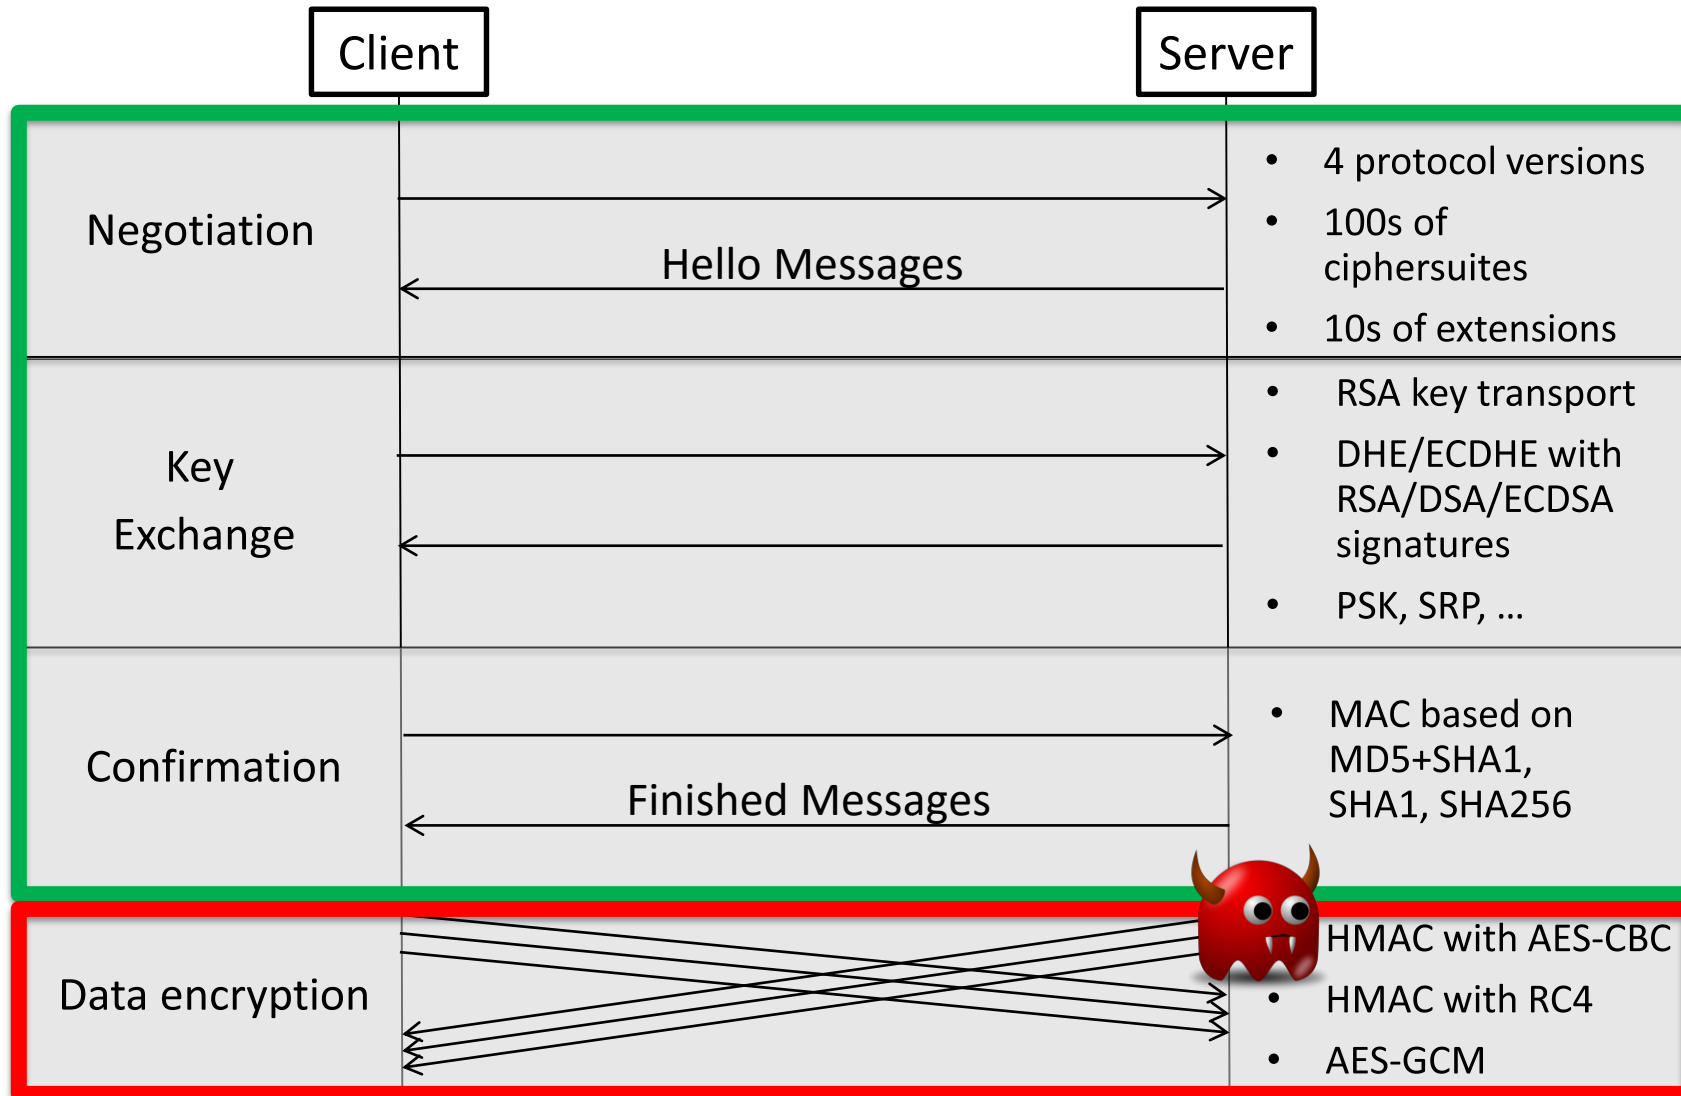 Client
Server
Negotiation
Hello Messages
• 4 protocol versions
• 100s of
ciphersuites
• 10s of extensions
Key
Exchange
• RSA key transport
• DHE/ECDHE with
RSA/DSA/ECDSA
signatures
• PSK, SRP, ...
Confirmation
Finished Messages
• MAC based on
MD5+SHA1,
SHA1, SHA256
Data encryption
HMAC with AES-CBC
• HMAC with RC4
• AES-GCM